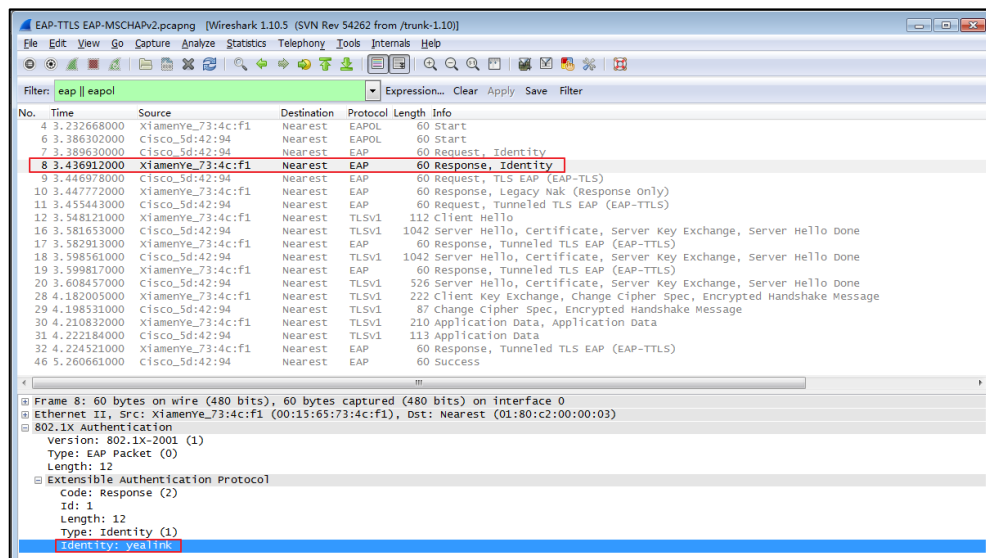 EAP-TTLS EAP-MSCHAPv2.pcapng [Wireshark 1.10.5 (SVN Rev 54262 from /trunk-1.10)]
File Edit View Go Capture Analyze Statistics Telephony Tools Internals Help
Filter: eap || eapol Expression... Clear Apply Save Filter
No. Time Source Destination Protocol Length Info
4 3.232668000 XiamenYe_73:4c:f1 Nearest EAPOL 60 Start
6 3.386302000 Cisco_5d:42:94 Nearest EAPOL 60 Start
7 3.389630000 Cisco_5d:42:94 Nearest EAP 60 Request, Identity
8 3.436912000 XiamenYe_73:4c:f1 Nearest EAP 60 Response, Identity
9 3.446978000 Cisco_5d:42:94 Nearest EAP 60 Request, TLS EAP (EAP-TLS)
10 3.447772000 XiamenYe_73:4c:f1 Nearest EAP 60 Response, Legacy Nak (Response Only)
11 3.455443000 Cisco_5d:42:94 Nearest EAP 60 Request, Tunneled TLS EAP (EAP-TTLS)
12 3.548121000 XiamenYe_73:4c:f1 Nearest TLSv1 112 Client Hello
16 3.581653000 Cisco_5d:42:94 Nearest TLSv1 1042 Server Hello, Certificate, Server Key Exchange, Server Hello Done
17 3.582913000 XiamenYe_73:4c:f1 Nearest EAP 60 Response, Tunneled TLS EAP (EAP-TTLS)
18 3.598561000 Cisco_5d:42:94 Nearest TLSv1 1042 Server Hello, Certificate, Server Key Exchange, Server Hello Done
19 3.599817000 XiamenYe_73:4c:f1 Nearest EAP 60 Response, Tunneled TLS EAP (EAP-TTLS)
20 3.608457000 Cisco_5d:42:94 Nearest TLSv1 526 Server Hello, Certificate, Server Key Exchange, Server Hello Done
28 4.182005000 XiamenYe_73:4c:f1 Nearest TLSv1 222 Client Key Exchange, Change Cipher Spec, Encrypted Handshake Message
29 4.198531000 Cisco_5d:42:94 Nearest TLSv1 87 Change Cipher Spec, Encrypted Handshake Message
30 4.210832000 XiamenYe_73:4c:f1 Nearest TLSv1 210 Application Data, Application Data
31 4.222184000 Cisco_5d:42:94 Nearest TLSv1 113 Application Data
32 4.224521000 XiamenYe_73:4c:f1 Nearest EAP 60 Response, Tunneled TLS EAP (EAP-TTLS)
46 5.260661000 Cisco_5d:42:94 Nearest EAP 60 Success
Frame 8: 60 bytes on wire (480 bits), 60 bytes captured (480 bits) on interface 0
Ethernet II, Src: XiamenYe_73:4c:f1 (00:15:65:73:4c:f1), Dst: Nearest (01:80:c2:00:00:03)
802.1X Authentication
Version: 802.1X-2001 (1)
Type: EAP Packet (0)
Length: 12
Extensible Authentication Protocol
Code: Response (2)
Id: 1
Length: 12
Type: Identity (1)
Identity: yealink